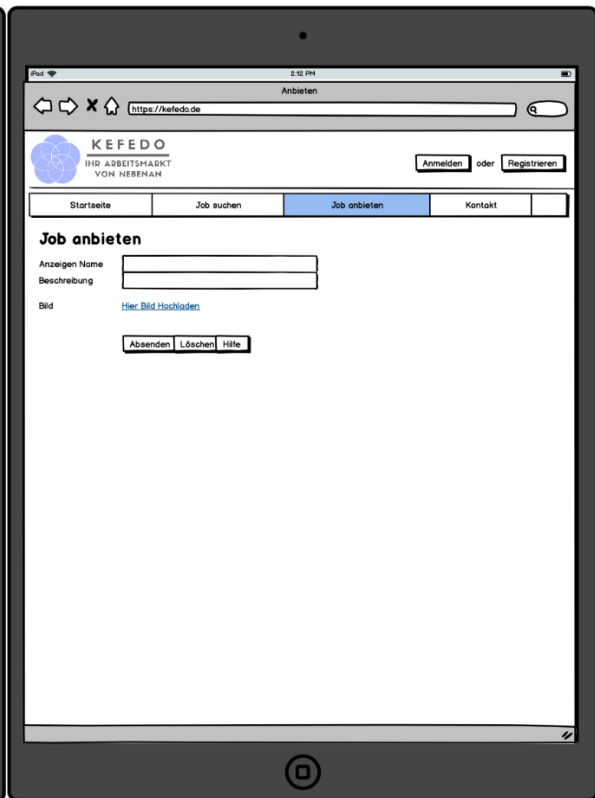 iPad 2:12 PM
Anbieten
https://kefedo.de
KEFEDO
IHR ARBEITSMARKT
VON NEBENAN
Anmelden oder Registrieren
Startseite Job suchen Job anbieten Kontakt
Job anbieten
Anzeigen Name
Beschreibung
Bild Hier Bild Hochladen
Absenden Löschen Hilfe